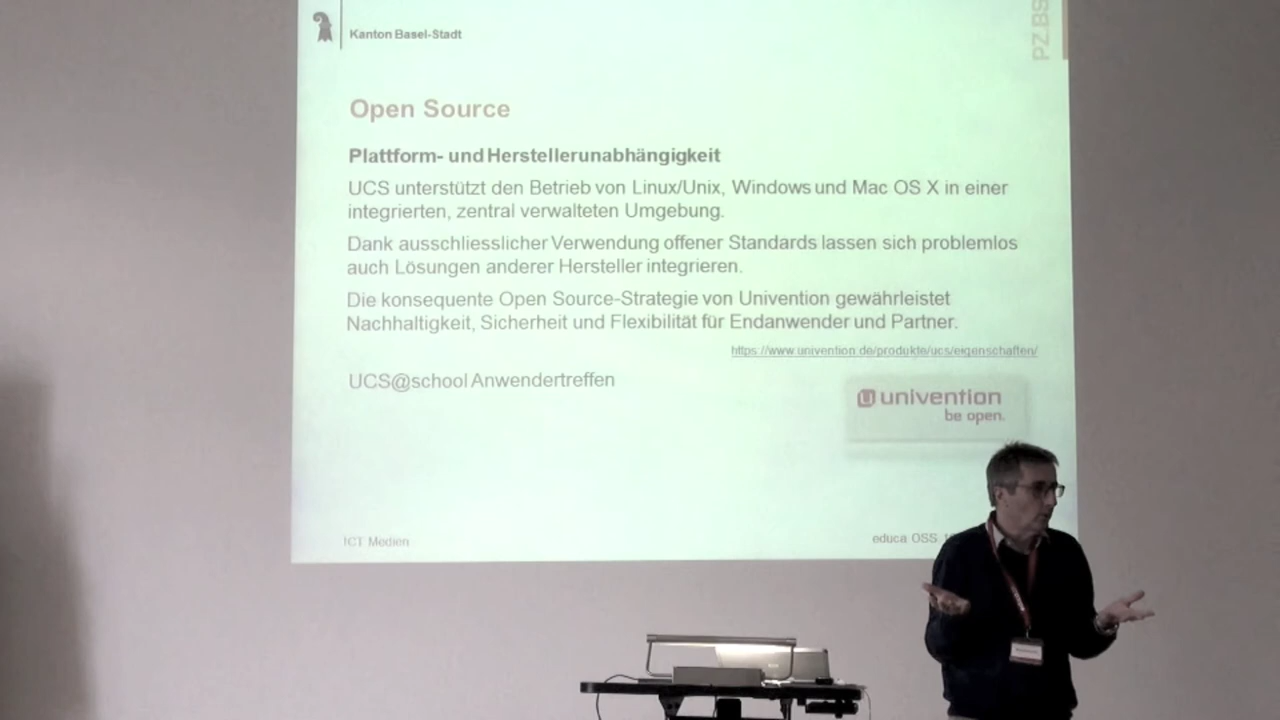 Kanton Basel-Stadt
PZ.BS
Open Source
Plattform- und Herstellerunabhängigkeit
UCS unterstützt den Betrieb von Linux/Unix, Windows und Mac OS X in einer
integrierten, zentral verwalteten Umgebung.
Dank ausschliesslicher Verwendung offener Standards lassen sich problemlos
auch Lösungen anderer Hersteller integrieren.
Die konsequente Open Source-Strategie von Univention gewährleistet
Nachhaltigkeit, Sicherheit und Flexibilität für Endanwender und Partner.
https://www.univention.de/produkte/ucs/eigenschaften/
UCS@school Anwendertreffen
univention
be open.
ICT Medien
educa OSS